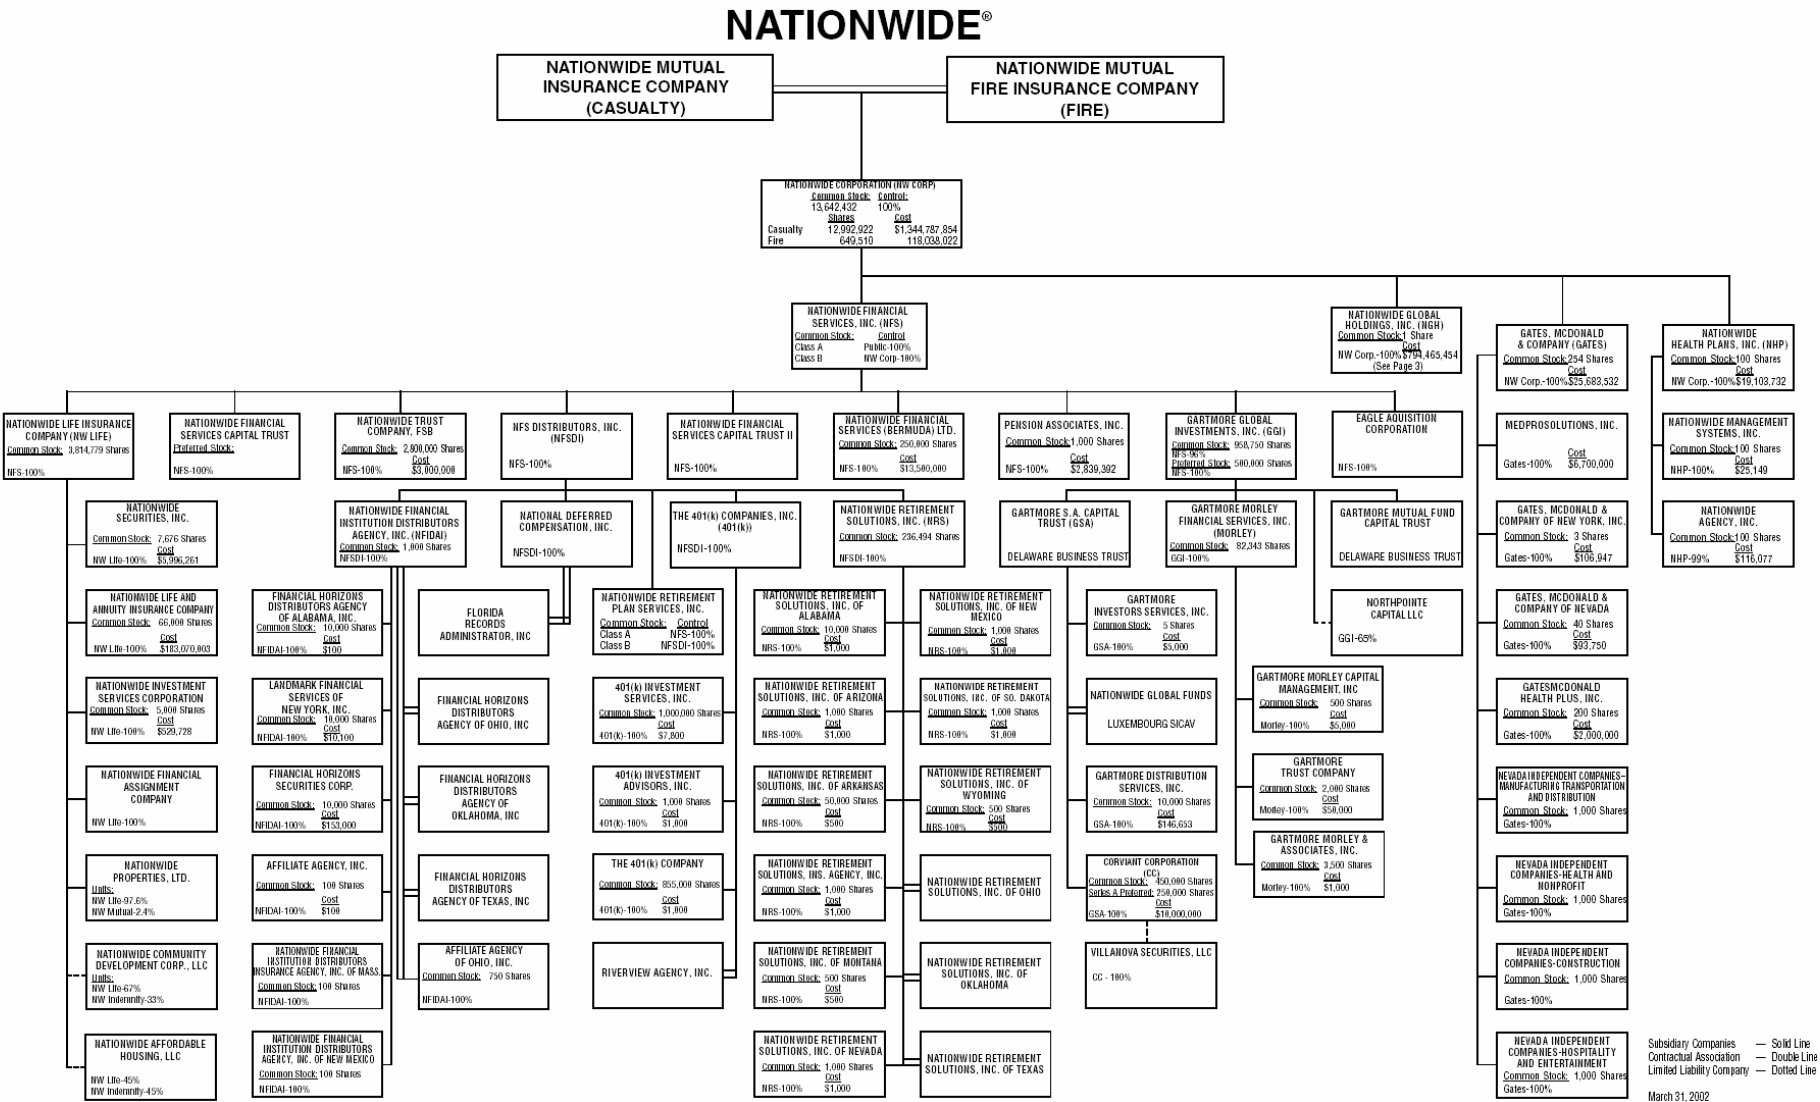 NATIONWIDE®
NATIONWIDE MUTUAL
INSURANCE COMPANY
(CASUALTY)
NATIONWIDE MUTUAL
FIRE INSURANCE COMPANY
(FIRE)
NATIONWIDE CORPORATION (NW CORP)
Common Stock: Control:
13,642,432 100%
Shares Cost
Casualty 12,992,922 $1,344,787,854
Fire 649,510 118,038,022
NATIONWIDE FINANCIAL
SERVICES, INC. (NFS)
Common Stock: Control
Class A Public-100%
Class B NW Corp-100%
NATIONWIDE GLOBAL
HOLDINGS, INC. (NGH)
Common Stock:1 Share
Cost
NW Corp.-100%$794,465,454
(See Page 3)
GATES, MCDONALD
& COMPANY (GATES)
Common Stock:254 Shares
Cost
NW Corp.-100%$25,683,532
NATIONWIDE
HEALTH PLANS, INC. (NHP)
Common Stock:100 Shares
Cost
NW Corp.-100%$19,103,732
NATIONWIDE LIFE INSURANCE
COMPANY (NW LIFE)
Common Stock: 3,814,779 Shares
NFS-100%
NATIONWIDE FINANCIAL
SERVICES CAPITAL TRUST
Preferred Stock:
NFS-100%
NATIONWIDE TRUST
COMPANY, FSB
Common Stock: 2,800,000 Shares
Cost
NFS-100% $3,000,000
NFS DISTRIBUTORS, INC.
(NFSDI)
NFS-100%
NATIONWIDE FINANCIAL
SERVICES CAPITAL TRUST II
NFS-100%
NATIONWIDE FINANCIAL
SERVICES (BERMUDA) LTD.
Common Stock: 250,000 Shares
Cost
NFS-100% $13,500,000
PENSION ASSOCIATES, INC.
Common Stock:1,000 Shares
Cost
NFS-100% $2,839,392
GARTMORE GLOBAL
INVESTMENTS, INC. (GGI)
Common Stock: 958,750 Shares
NFS-96%
Preferred Stock: 500,000 Shares
NFS-100%
EAGLE AQUISITION
CORPORATION
NFS-100%
MEDPROSOLUTIONS, INC.
Cost
Gates-100% $6,700,000
NATIONWIDE MANAGEMENT
SYSTEMS, INC.
Common Stock:100 Shares
Cost
NHP-100% $25,149
NATIONWIDE
SECURITIES, INC.
Common Stock: 7,676 Shares
Cost
NW Life-100% $5,996,261
NATIONWIDE FINANCIAL
INSTITUTION DISTRIBUTORS
AGENCY, INC. (NFIDAI)
Common Stock: 1,000 Shares
NFSDI-100%
NATIONAL DEFERRED
COMPENSATION, INC.
NFSDI-100%
THE 401(k) COMPANIES, INC.
(401(k))
NFSDI-100%
NATIONWIDE RETIREMENT
SOLUTIONS, INC. (NRS)
Common Stock: 236,494 Shares
NFSDI-100%
GARTMORE S.A. CAPITAL
TRUST (GSA)
DELAWARE BUSINESS TRUST
GARTMORE MORLEY
FINANCIAL SERVICES, INC.
(MORLEY)
Common Stock: 82,343 Shares
GGI-100%
GARTMORE MUTUAL FUND
CAPITAL TRUST
DELAWARE BUSINESS TRUST
GATES, MCDONALD &
COMPANY OF NEW YORK, INC.
Common Stock: 3 Shares
Cost
Gates-100% $106,947
NATIONWIDE
AGENCY, INC.
Common Stock:100 Shares
Cost
NHP-99% $116,077
NATIONWIDE LIFE AND
ANNUITY INSURANCE COMPANY
Common Stock: 66,000 Shares
Cost
NW Life-100% $183,070,003
FINANCIAL HORIZONS
DISTRIBUTORS AGENCY
OF ALABAMA, INC.
Common Stock: 10,000 Shares
Cost
NFIDAI-100% $100
FLORIDA
RECORDS
ADMINISTRATOR, INC
NATIONWIDE RETIREMENT
PLAN SERVICES, INC.
Common Stock: Control
Class A NFS-100%
Class B NFSDI-100%
NATIONWIDE RETIREMENT
SOLUTIONS, INC. OF
ALABAMA
Common Stock: 10,000 Shares
Cost
NRS-100% $1,000
NATIONWIDE RETIREMENT
SOLUTIONS, INC. OF NEW
MEXICO
Common Stock: 1,000 Shares
Cost
NRS-100% $1,000
GARTMORE
INVESTORS SERVICES, INC.
Common Stock: 5 Shares
Cost
GSA-100% $5,000
NORTHPOINTE
CAPITAL LLC
GGI-65%
GATES, MCDONALD &
COMPANY OF NEVADA
Common Stock: 40 Shares
Cost
Gates-100% $93,750
NATIONWIDE INVESTMENT
SERVICES CORPORATION
Common Stock: 5,000 Shares
Cost
NW Life-100% $529,728
LANDMARK FINANCIAL
SERVICES OF
NEW YORK, INC.
Common Stock: 10,000 Shares
Cost
NFIDAI-100% $10,100
FINANCIAL HORIZONS
DISTRIBUTORS
AGENCY OF OHIO, INC
401(k) INVESTMENT
SERVICES, INC.
Common Stock: 1,000,000 Shares
Cost
401(k)-100% $7,800
NATIONWIDE RETIREMENT
SOLUTIONS, INC. OF ARIZONA
Common Stock: 1,000 Shares
Cost
NRS-100% $1,000
NATIONWIDE RETIREMENT
SOLUTIONS, INC. OF SO. DAKOTA
Common Stock: 1,000 Shares
Cost
NRS-100% $1,000
NATIONWIDE GLOBAL FUNDS
LUXEMBOURG SICAV
GARTMORE MORLEY CAPITAL
MANAGEMENT, INC
Common Stock: 500 Shares
Cost
Morley-100% $5,000
GATESMCDONALD
HEALTH PLUS, INC.
Common Stock: 200 Shares
Cost
Gates-100% $2,000,000
NATIONWIDE FINANCIAL
ASSIGNMENT
COMPANY
NW Life-100%
FINANCIAL HORIZONS
SECURITIES CORP.
Common Stock: 10,000 Shares
Cost
NFIDAI-100% $153,000
FINANCIAL HORIZONS
DISTRIBUTORS
AGENCY OF
OKLAHOMA, INC
401(k) INVESTMENT
ADVISORS, INC.
Common Stock: 1,000 Shares
Cost
401(k)-100% $1,000
NATIONWIDE RETIREMENT
SOLUTIONS, INC. OF ARKANSAS
Common Stock: 50,000 Shares
Cost
NRS-100% $500
NATIONWIDE RETIREMENT
SOLUTIONS, INC. OF
WYOMING
Common Stock: 500 Shares
Cost
NRS-100% $500
GARTMORE DISTRIBUTION
SERVICES, INC.
Common Stock: 10,000 Shares
Cost
GSA-100% $146,653
GARTMORE
TRUST COMPANY
Common Stock: 2,000 Shares
Cost
Morley-100% $50,000
NEVADA INDEPENDENT COMPANIES–
MANUFACTURING TRANSPORTATION
AND DISTRIBUTION
Common Stock: 1,000 Shares
Gates-100%
NATIONWIDE
PROPERTIES, LTD.
Units:
NW Life-97.6%
NW Mutual-2.4%
AFFILIATE AGENCY, INC.
Common Stock: 100 Shares
Cost
NFIDAI-100% $100
FINANCIAL HORIZONS
DISTRIBUTORS
AGENCY OF TEXAS, INC
THE 401(k) COMPANY
Common Stock: 855,000 Shares
Cost
401(k)-100% $1,000
NATIONWIDE RETIREMENT
SOLUTIONS, INS. AGENCY, INC.
Common Stock: 1,000 Shares
Cost
NRS-100% $1,000
NATIONWIDE RETIREMENT
SOLUTIONS, INC. OF OHIO
CORVIANT CORPORATION
(CC)
Common Stock: 450,000 Shares
Series A Preferred: 250,000 Shares
Cost
GSA-100% $10,000,000
GARTMORE MORLEY &
ASSOCIATES, INC.
Common Stock: 3,500 Shares
Cost
Morley-100% $1,000
NEVADA INDEPENDENT
COMPANIES-HEALTH AND
NONPROFIT
Common Stock: 1,000 Shares
Gates-100%
NATIONWIDE COMMUNITY
DEVELOPMENT CORP., LLC
Units:
NW Life-67%
NW Indemnity-33%
NATIONWIDE FINANCIAL
INSTITUTION DISTRIBUTORS
INSURANCE AGENCY, INC. OF MASS.
Common Stock:100 Shares
NFIDAI-100%
AFFILIATE AGENCY
OF OHIO, INC.
Common Stock: 750 Shares
NFIDAI-100%
RIVERVIEW AGENCY, INC.
NATIONWIDE RETIREMENT
SOLUTIONS, INC. OF MONTANA
Common Stock: 500 Shares
Cost
NRS-100% $500
NATIONWIDE RETIREMENT
SOLUTIONS, INC. OF
OKLAHOMA
VILLANOVA SECURITIES, LLC
CC - 100%
NEVADA INDEPENDENT
COMPANIES-CONSTRUCTION
Common Stock: 1,000 Shares
Gates-100%
NATIONWIDE AFFORDABLE
HOUSING, LLC
NW Life-45%
NW Indemnity-45%
NATIONWIDE FINANCIAL
INSTITUTION DISTRIBUTORS
AGENCY, INC. OF NEW MEXICO
Common Stock: 100 Shares
NFIDAI-100%
NATIONWIDE RETIREMENT
SOLUTIONS, INC. OF NEVADA
Common Stock: 1,000 Shares
Cost
NRS-100% $1,000
NATIONWIDE RETIREMENT
SOLUTIONS, INC. OF TEXAS
NEVADA INDEPENDENT
COMPANIES-HOSPITALITY
AND ENTERTAINMENT
Common Stock: 1,000 Shares
Gates-100%
Subsidiary Companies — Solid Line
Contractual Association — Double Line
Limited Liability Company — Dotted Line
March 31, 2002